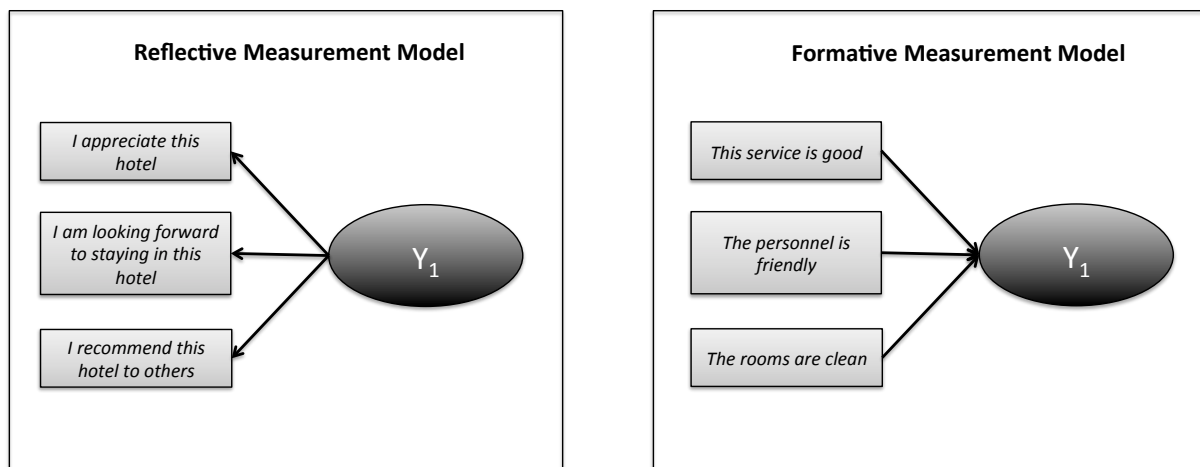 Reflective Measurement Model
I appreciate this
hotel
I am looking forward
to staying in this
hotel
I recommend this
hotel to others
Y1
Formative Measurement Model
This service is good
The personnel is
friendly
The rooms are clean
Y1